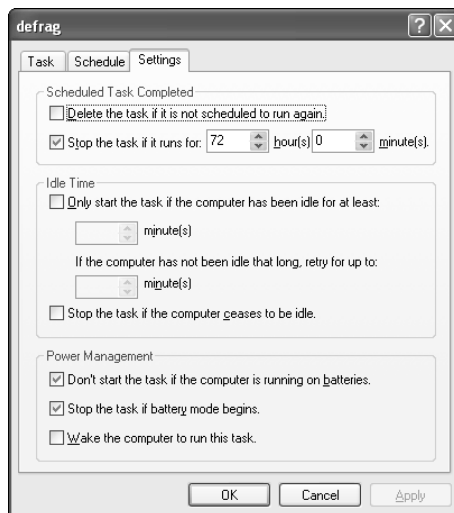 defrag
Task Schedule Settings
Scheduled Task Completed
Delete the task if it is not scheduled to run again.
Stop the task if it runs for: 72 hour(s) 0 minute(s).
Idle Time
Only start the task if the computer has been idle for at least:
minute(s)
If the computer has not been idle that long, retry for up to:
minute(s)
Stop the task if the computer ceases to be idle.
Power Management
Don't start the task if the computer is running on batteries.
Stop the task if battery mode begins.
Wake the computer to run this task.
OK Cancel Apply